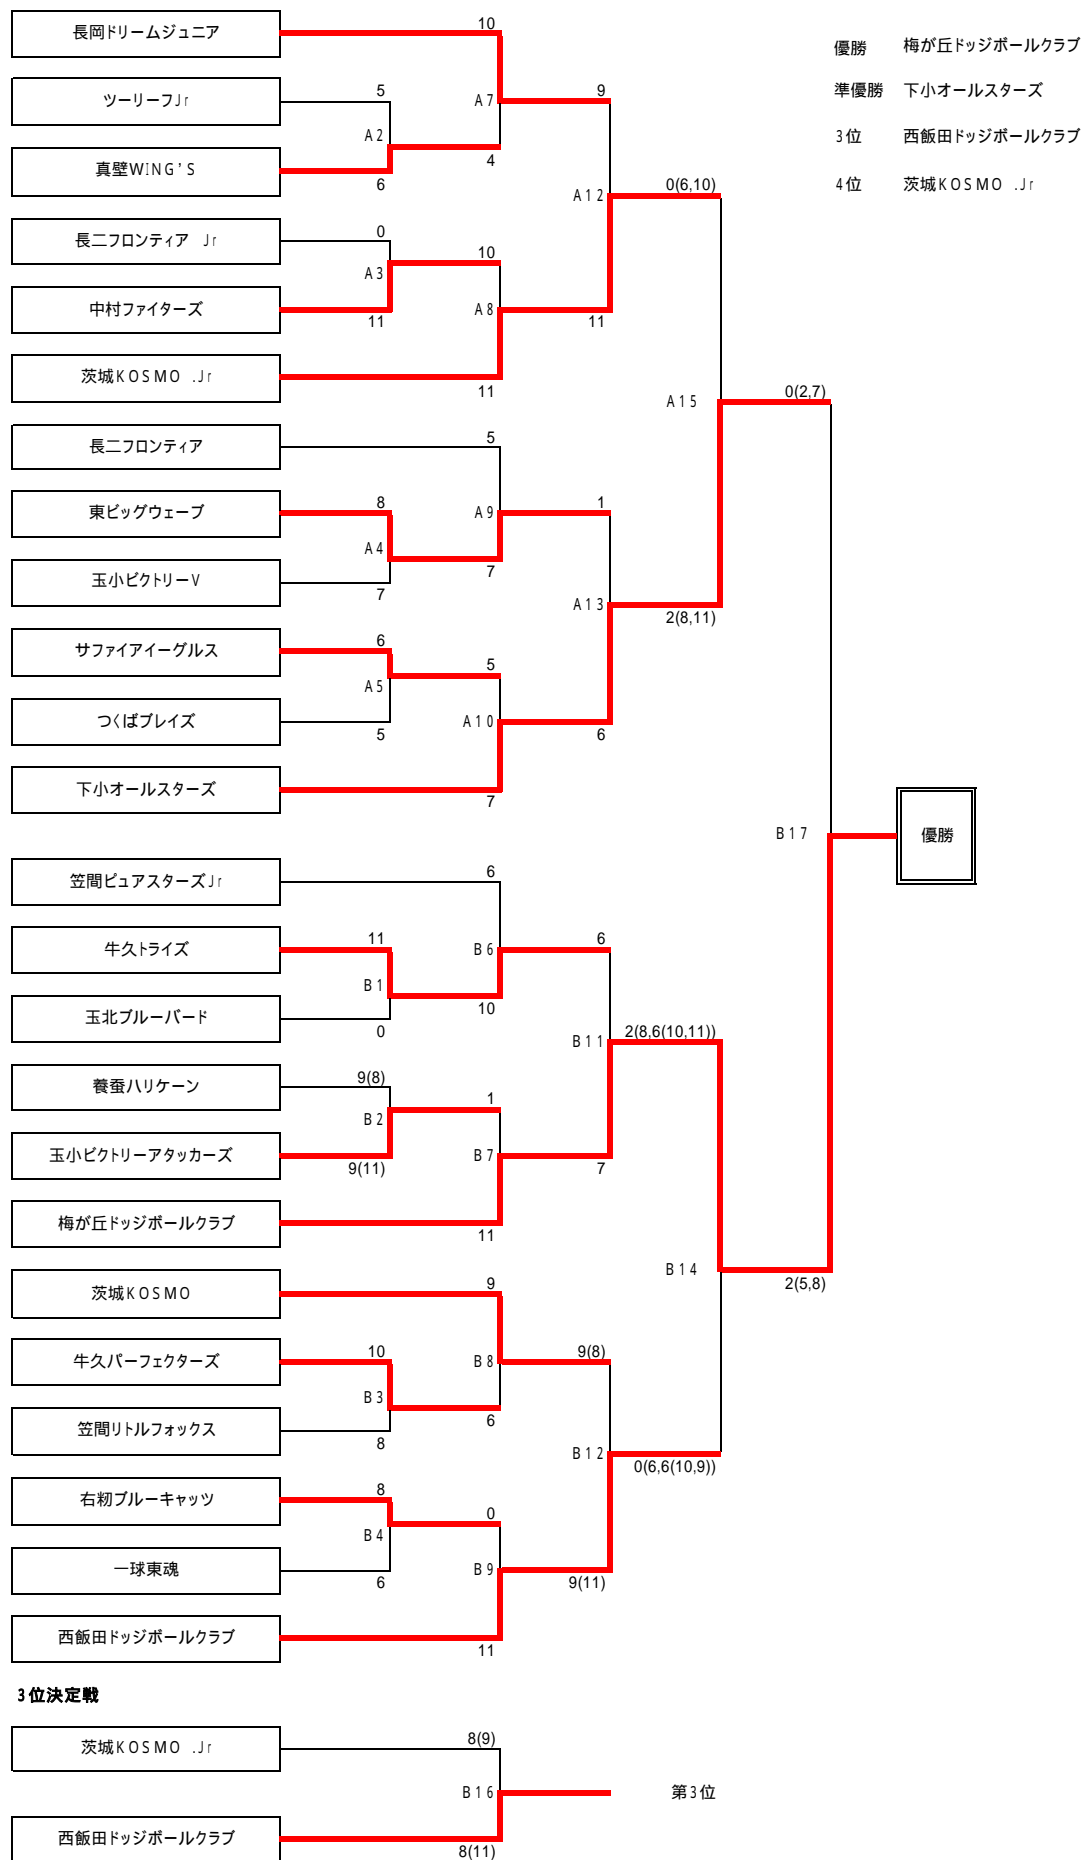 長岡ドリームジュニア
10
優勝 梅が丘ドッジボールクラブ
ツーリーフJr
5
A7
9
準優勝 下小オールスターズ
A2
3位 西飯田ドッジボールクラブ
真壁WING'S
6
4
4位 茨城KOSMO .Jr
A12
0(6,10)
長二フロンティア Jr
0
10
A3
中村ファイターズ
11
A8
11
茨城KOSMO .Jr
11
A15
0(2,7)
長二フロンティア
5
東ビッグウェーブ
8
A9
1
A4
玉小ビクトリーV
7
7
A13
2(8,11)
サファイアイーグルス
6
5
A5
つくばブレイズ
5
A10
6
下小オールスターズ
7
B17
優勝
笠間ピュアスターズJr
6
牛久トライズ
11
B6
6
B1
玉北ブルーバード
0
10
B11
2(8,6(10,11))
養蚕ハリケーン
9(8)
1
B2
玉小ビクトリーアタッカーズ
9(11)
B7
7
梅が丘ドッジボールクラブ
11
B14
2(5,8)
茨城KOSMO
9
牛久パーフェクターズ
10
B8
9(8)
B3
笠間リトルフォックス
8
6
B12
0(6,6(10,9))
右籾ブルーキャッツ
8
0
B4
一球東魂
6
B9
9(11)
西飯田ドッジボールクラブ
11
3位決定戦
茨城KOSMO .Jr
8(9)
B16
第3位
西飯田ドッジボールクラブ
8(11)